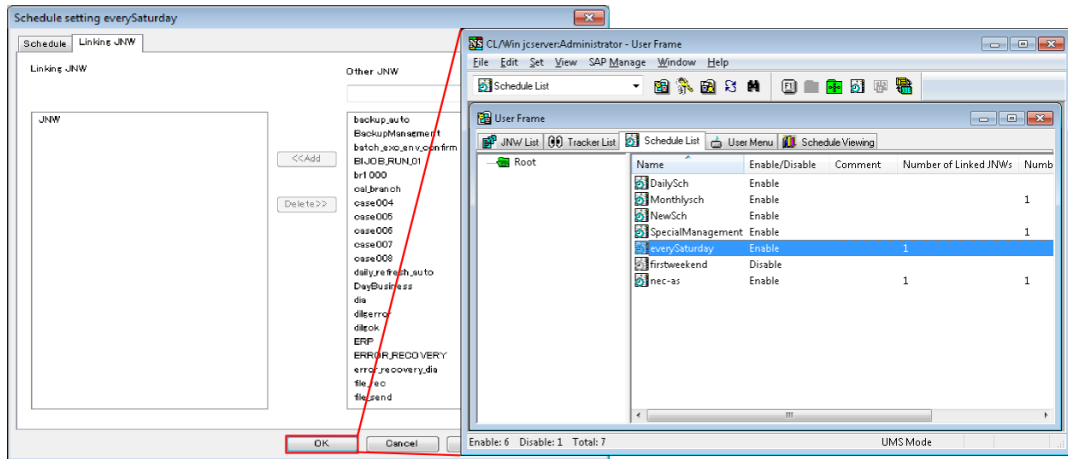 Schedule setting everySaturday
Schedule Linking JNW
Linking JNW
Other JNW
JNW
<<Add
Delete>>
backup_auto
BackupManagement
batch_exc_env_confirm
BIJOB_RUN_01
br1000
cal_branch
case004
case005
case006
case007
case008
daily_refresh_auto
DayBusiness
dia
dilgerror
dilgok
ERP
ERROR_RECOVERY
error_recovery_dia
file_rec
file_send
OK Cancel
CL/Win jcserver:Administrator - User Frame
File Edit Set View SAP Manage Window Help
Schedule List
F1
User Frame
JNW List Tracker List Schedule List User Menu Schedule Viewing
Root
Name Enable/Disable Comment Number of Linked JNWs Numb
DailySch Enable
Monthlysch Enable 1
NewSch Enable
SpecialManagement Enable 1
everySaturday Enable 1
firstweekend Disable
nec-as Enable 1 1
Enable: 6 Disable: 1 Total: 7 UMS Mode